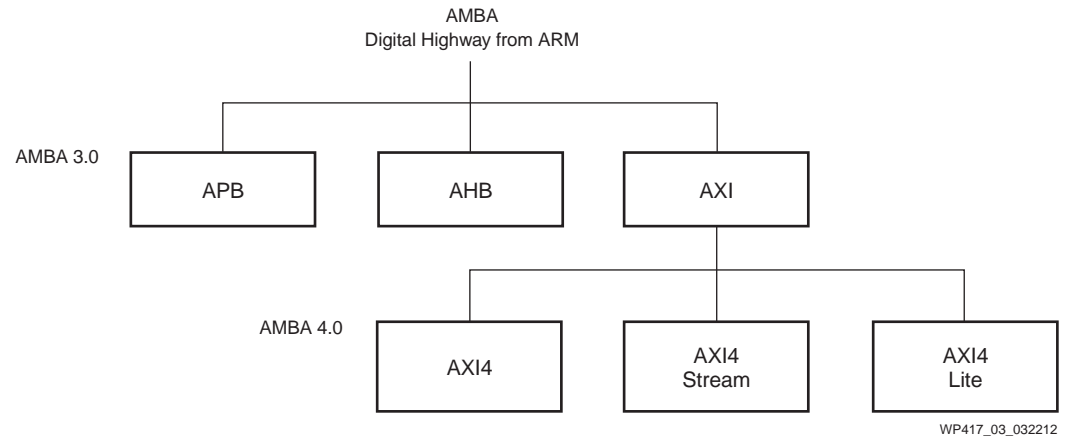 AMBA
Digital Highway from ARM
AMBA 3.0
APB
AHB
AXI
AMBA 4.0
AXI4
AXI4
Stream
AXI4
Lite
WP417_03_032212